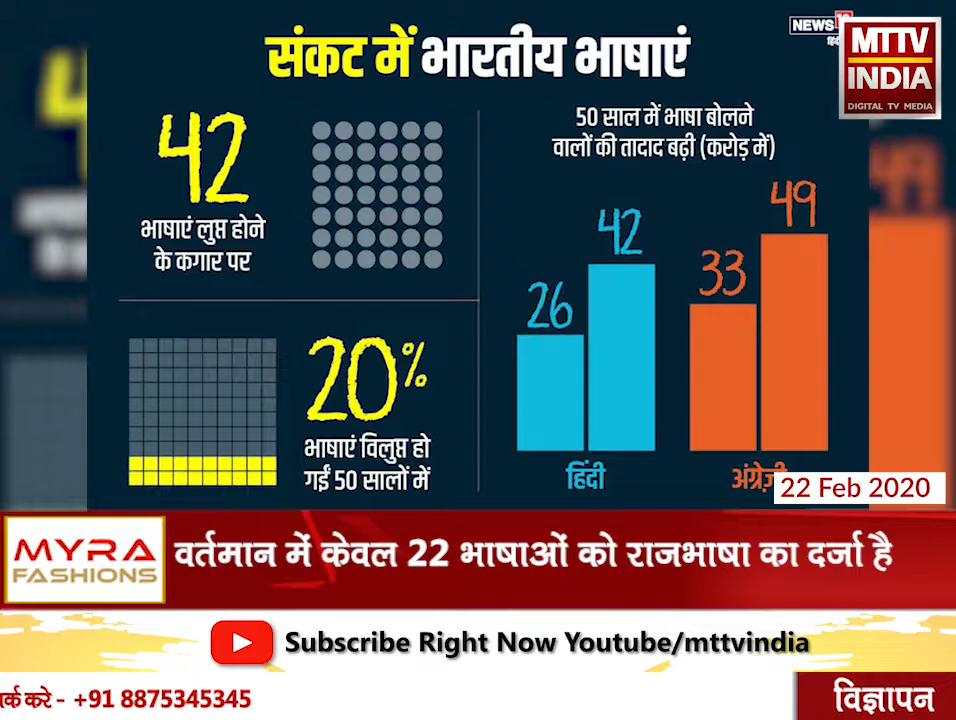 NEWS18
हिंदी
MTTV
INDIA
DIGITAL TV MEDIA
संकट में भारतीय भाषाएं
42
भाषाएं लुप्त होने
के कगार पर
20%
भाषाएं विलुप्त हो
गईं 50 सालों में
50 साल में भाषा बोलने
वालों की तादाद बढ़ी (करोड़ में)
26
42
हिंदी
33
49
अंग्रेज़ी
22 Feb 2020
MYRA
FASHIONS
वर्तमान में केवल 22 भाषाओं को राजभाषा का दर्जा है
Subscribe Right Now Youtube/mttvindia
र्क करे - +91 8875345345
विज्ञापन